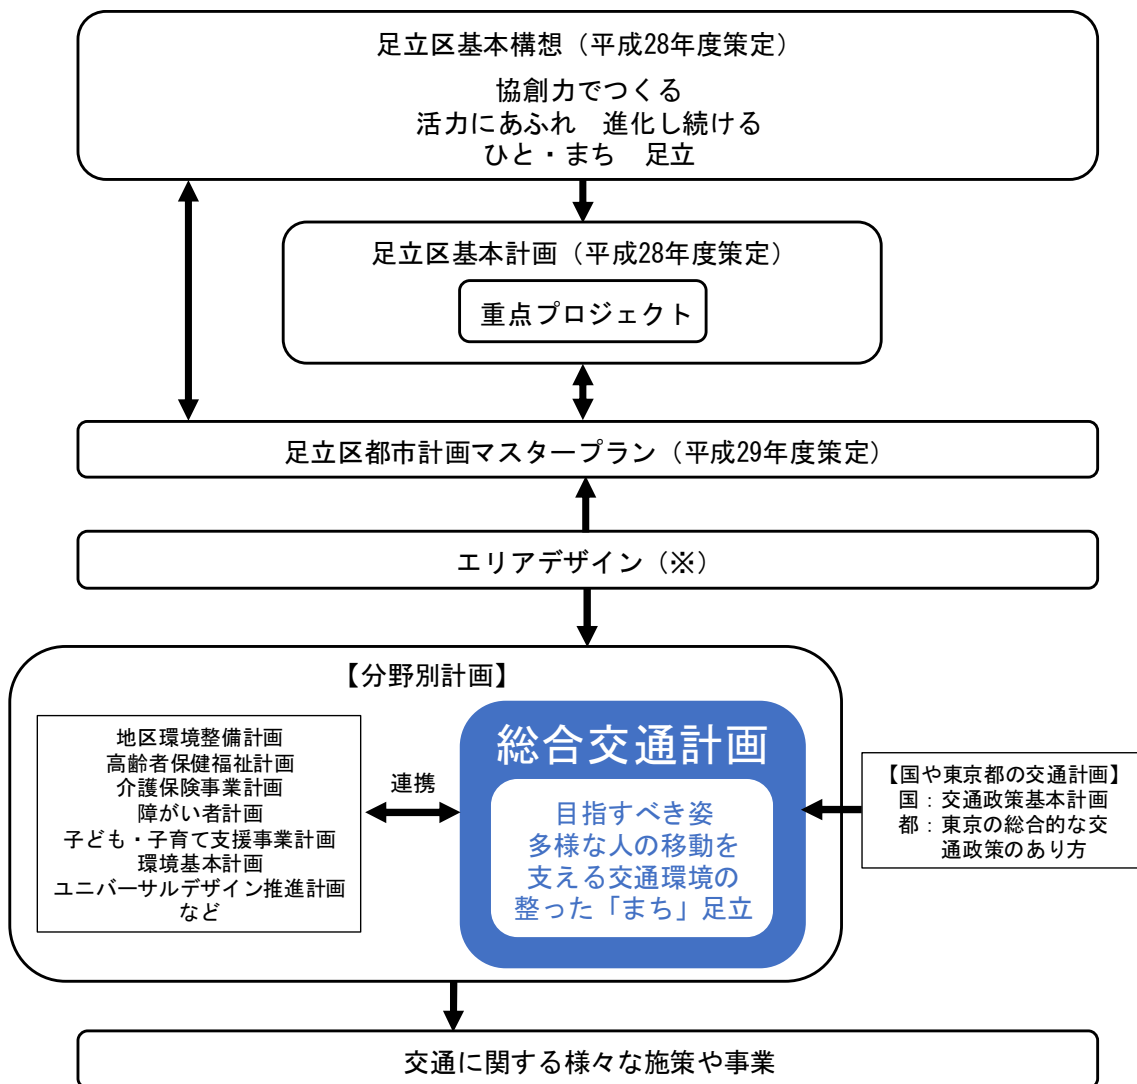 足立区基本構想（平成28年度策定）
協創力でつくる
活力にあふれ　進化し続ける
ひと・まち　足立
足立区基本計画（平成28年度策定）
重点プロジェクト
足立区都市計画マスタープラン（平成29年度策定）
エリアデザイン（※）
【分野別計画】
地区環境整備計画
高齢者保健福祉計画
介護保険事業計画
障がい者計画
子ども・子育て支援事業計画
環境基本計画
ユニバーサルデザイン推進計画
など
連携
総合交通計画
目指すべき姿
多様な人の移動を
支える交通環境の
整った「まち」足立
【国や東京都の交通計画】
国：交通政策基本計画
都：東京の総合的な交
通政策のあり方
交通に関する様々な施策や事業